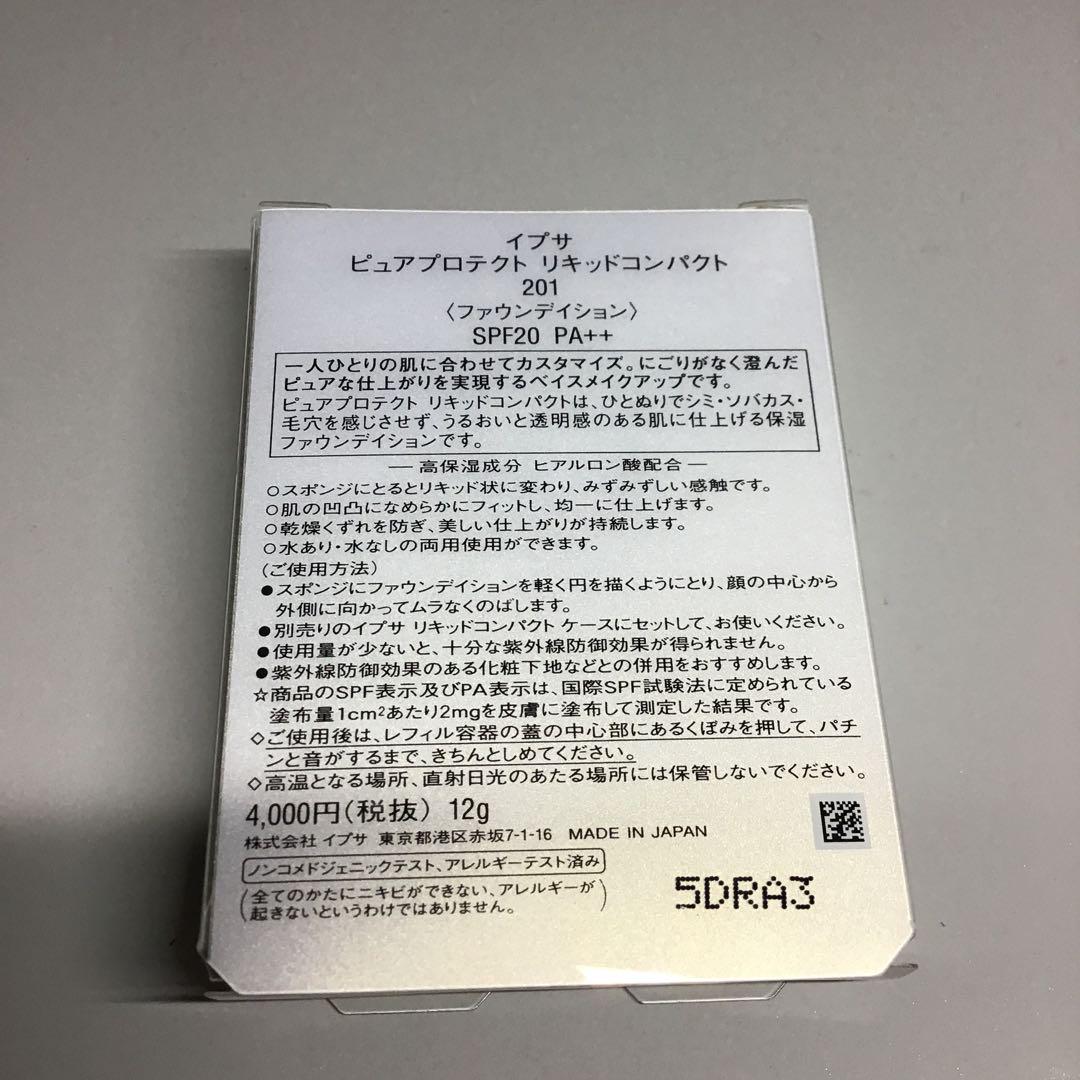 イプサ
ピュアプロテクト リキッドコンパクト
201
〈ファウンデイション〉
SPF20 PA++
一人ひとりの肌に合わせてカスタマイズ。にごりがなく澄んだ
ピュアな仕上がりを実現するベイスメイクアップです。
ピュアプロテクト リキッドコンパクトは、ひとぬりでシミ・ソバカス・
毛穴を感じさせず、うるおいと透明感のある肌に仕上げる保湿
ファウンデイションです。
― 高保湿成分 ヒアルロン酸配合 ―
○スポンジにとるとリキッド状に変わり、みずみずしい感触です。
○肌の凹凸になめらかにフィットし、均一に仕上げます。
○乾燥くずれを防ぎ、美しい仕上がりが持続します。
○水あり・水なしの両用使用ができます。
(ご使用方法)
●スポンジにファウンデイションを軽く円を描くようにとり、顔の中心から
外側に向かってムラなくのばします。
●別売りのイプサ リキッドコンパクト ケースにセットして、お使いください。
●使用量が少ないと、十分な紫外線防御効果が得られません。
●紫外線防御効果のある化粧下地などとの併用をおすすめします。
☆商品のSPF表示及びPA表示は、国際SPF試験法に定められている
塗布量1cm²あたり2mgを皮膚に塗布して測定した結果です。
◇ご使用後は、レフィル容器の蓋の中心部にあるくぼみを押して、パチ
ンと音がするまで、きちんとしめてください。
◇高温となる場所、直射日光のあたる場所には保管しないでください。
4,000円(税抜) 12g
株式会社 イプサ 東京都港区赤坂7-1-16 MADE IN JAPAN
ノンコメドジェニックテスト、アレルギーテスト済み
(全てのかたにニキビができない、アレルギーが
起きないというわけではありません。)
5DRA3